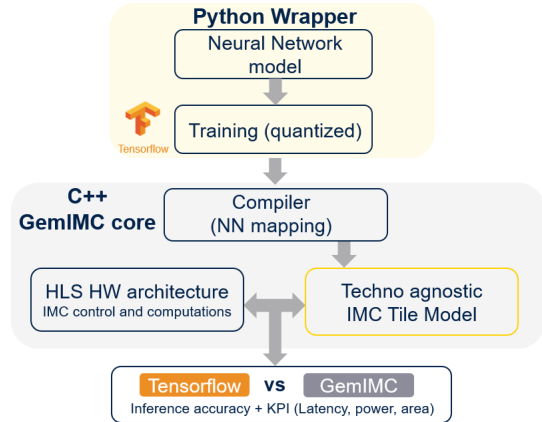 Python Wrapper
Neural Network
model
Training (quantized)
Tensorflow
C++
GemIMC core
Compiler
(NN mapping)
HLS HW architecture
IMC control and computations
Techno agnostic
IMC Tile Model
Tensorflow vs GemIMC
Inference accuracy + KPI (Latency, power, area)